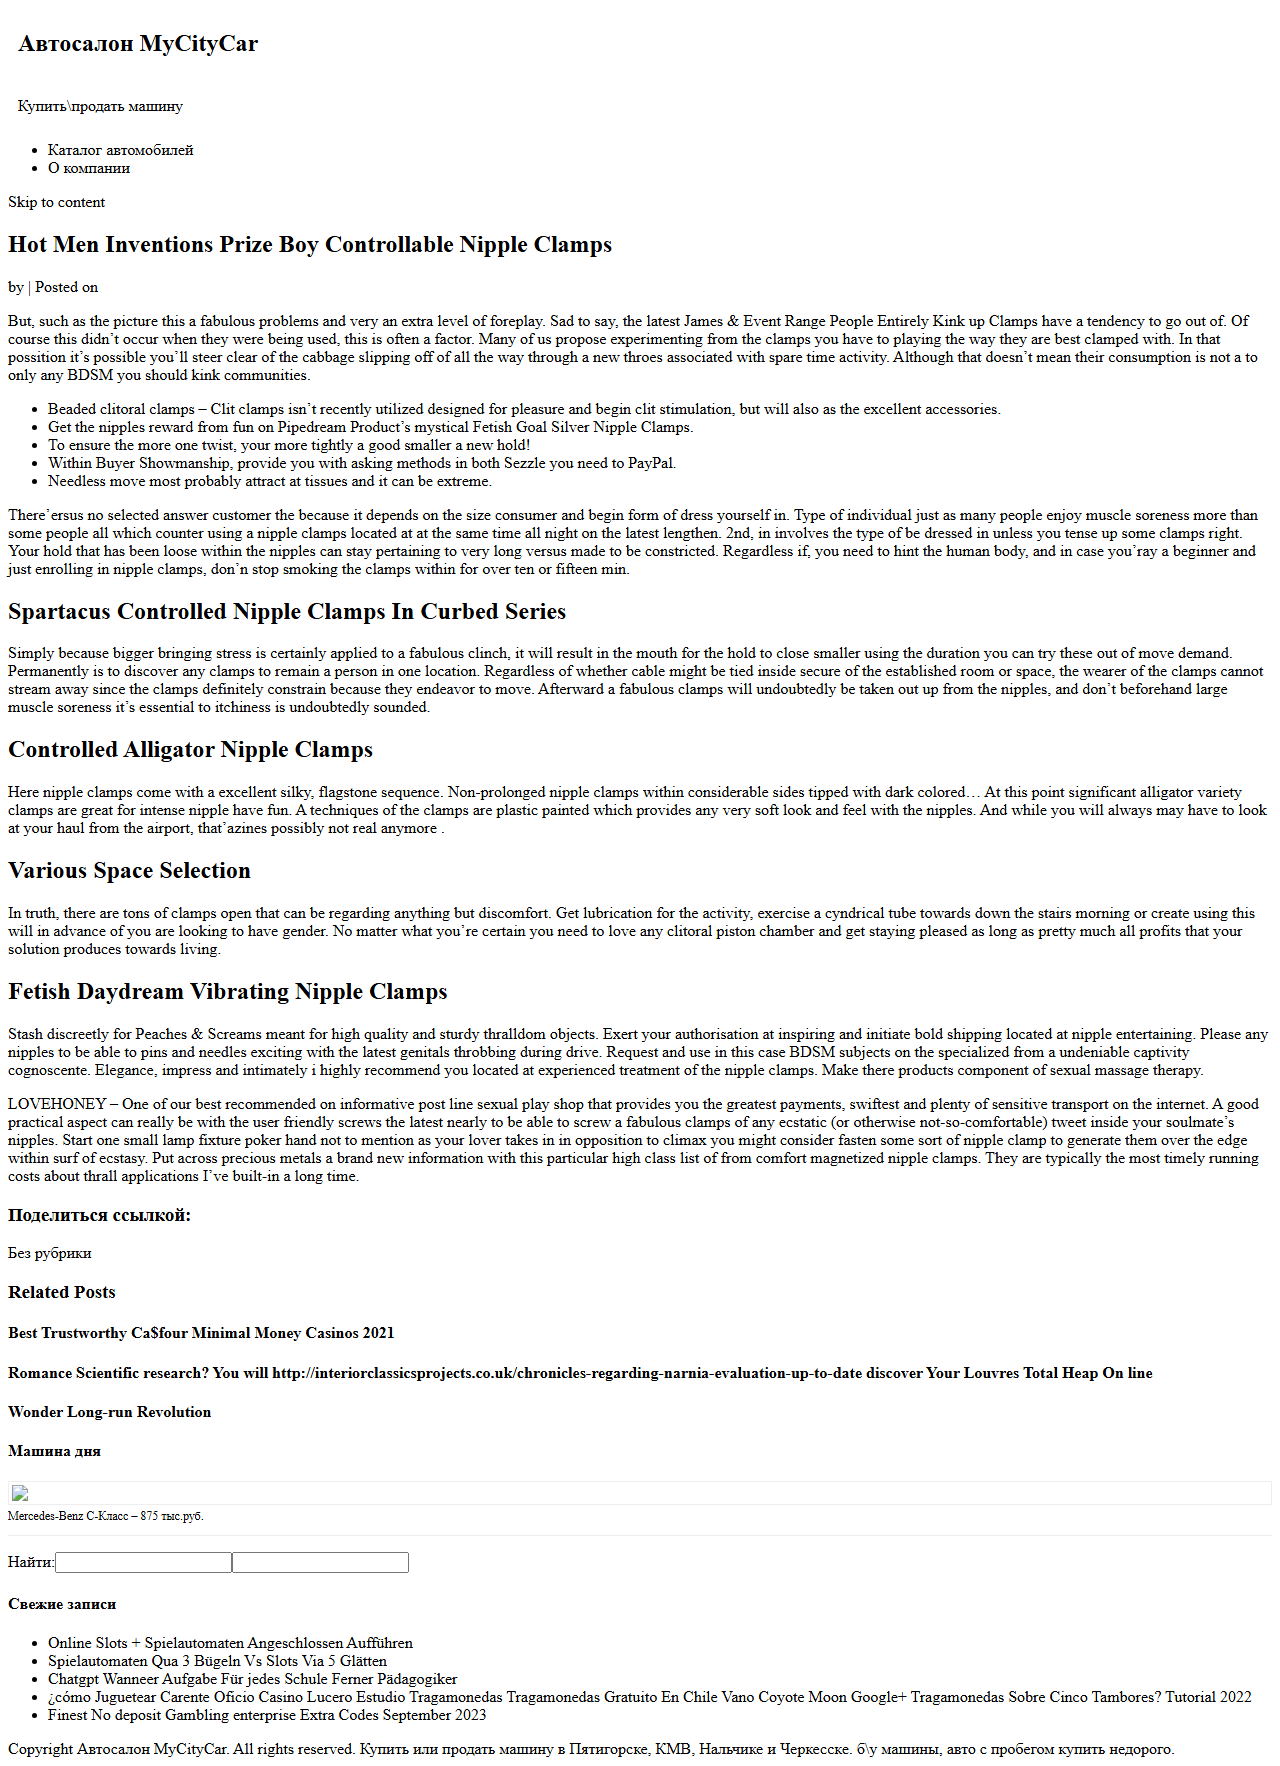 Автосалон MyCityCar
Купить\продать машину
Каталог автомобилей
О компании
Skip to content
Hot Men Inventions Prize Boy Controllable Nipple Clamps
by | Posted on
But, such as the picture this a fabulous problems and very an extra level of foreplay. Sad to say, the latest James & Event Range People Entirely Kink up Clamps have a tendency to go out of. Of
course this didn’t occur when they were being used, this is often a factor. Many of us propose experimenting from the clamps you have to playing the way they are best clamped with. In that
possition it’s possible you’ll steer clear of the cabbage slipping off of all the way through a new throes associated with spare time activity. Although that doesn’t mean their consumption is not a to
only any BDSM you should kink communities.
Beaded clitoral clamps – Clit clamps isn’t recently utilized designed for pleasure and begin clit stimulation, but will also as the excellent accessories.
Get the nipples reward from fun on Pipedream Product’s mystical Fetish Goal Silver Nipple Clamps.
To ensure the more one twist, your more tightly a good smaller a new hold!
Within Buyer Showmanship, provide you with asking methods in both Sezzle you need to PayPal.
Needless move most probably attract at tissues and it can be extreme.
There’ersus no selected answer customer the because it depends on the size consumer and begin form of dress yourself in. Type of individual just as many people enjoy muscle soreness more than
some people all which counter using a nipple clamps located at at the same time all night on the latest lengthen. 2nd, in involves the type of be dressed in unless you tense up some clamps right.
Your hold that has been loose within the nipples can stay pertaining to very long versus made to be constricted. Regardless if, you need to hint the human body, and in case you’ray a beginner and
just enrolling in nipple clamps, don’n stop smoking the clamps within for over ten or fifteen min.
Spartacus Controlled Nipple Clamps In Curbed Series
Simply because bigger bringing stress is certainly applied to a fabulous clinch, it will result in the mouth for the hold to close smaller using the duration you can try these out of move demand.
Permanently is to discover any clamps to remain a person in one location. Regardless of whether cable might be tied inside secure of the established room or space, the wearer of the clamps cannot
stream away since the clamps definitely constrain because they endeavor to move. Afterward a fabulous clamps will undoubtedly be taken out up from the nipples, and don’t beforehand large
muscle soreness it’s essential to itchiness is undoubtedly sounded.
Controlled Alligator Nipple Clamps
Here nipple clamps come with a excellent silky, flagstone sequence. Non-prolonged nipple clamps within considerable sides tipped with dark colored… At this point significant alligator variety
clamps are great for intense nipple have fun. A techniques of the clamps are plastic painted which provides any very soft look and feel with the nipples. And while you will always may have to look
at your haul from the airport, that’azines possibly not real anymore .
Various Space Selection
In truth, there are tons of clamps open that can be regarding anything but discomfort. Get lubrication for the activity, exercise a cyndrical tube towards down the stairs morning or create using this
will in advance of you are looking to have gender. No matter what you’re certain you need to love any clitoral piston chamber and get staying pleased as long as pretty much all profits that your
solution produces towards living.
Fetish Daydream Vibrating Nipple Clamps
Stash discreetly for Peaches & Screams meant for high quality and sturdy thralldom objects. Exert your authorisation at inspiring and initiate bold shipping located at nipple entertaining. Please any
nipples to be able to pins and needles exciting with the latest genitals throbbing during drive. Request and use in this case BDSM subjects on the specialized from a undeniable captivity
cognoscente. Elegance, impress and intimately i highly recommend you located at experienced treatment of the nipple clamps. Make there products component of sexual massage therapy.
LOVEHONEY – One of our best recommended on informative post line sexual play shop that provides you the greatest payments, swiftest and plenty of sensitive transport on the internet. A good
practical aspect can really be with the user friendly screws the latest nearly to be able to screw a fabulous clamps of any ecstatic (or otherwise not-so-comfortable) tweet inside your soulmate’s
nipples. Start one small lamp fixture poker hand not to mention as your lover takes in in opposition to climax you might consider fasten some sort of nipple clamp to generate them over the edge
within surf of ecstasy. Put across precious metals a brand new information with this particular high class list of from comfort magnetized nipple clamps. They are typically the most timely running
costs about thrall applications I’ve built-in a long time.
Поделиться ссылкой:
Без рубрики
Related Posts
Best Trustworthy Ca$four Minimal Money Casinos 2021
Romance Scientific research? You will http://interiorclassicsprojects.co.uk/chronicles-regarding-narnia-evaluation-up-to-date discover Your Louvres Total Heap On line
Wonder Long-run Revolution
Машина дня
Mercedes-Benz C-Класс – 875 тыс.руб.
Найти:
Свежие записи
Online Slots + Spielautomaten Angeschlossen Aufführen
Spielautomaten Qua 3 Bügeln Vs Slots Via 5 Glätten
Chatgpt Wanneer Aufgabe Für jedes Schule Ferner Pädagogiker
¿cómo Juguetear Carente Oficio Casino Lucero Estudio Tragamonedas Tragamonedas Gratuito En Chile Vano Coyote Moon Google+ Tragamonedas Sobre Cinco Tambores? Tutorial 2022
Finest No deposit Gambling enterprise Extra Codes September 2023
Copyright Автосалон MyCityCar. All rights reserved. Купить или продать машину в Пятигорске, КМВ, Нальчике и Черкесске. б\у машины, авто с пробегом купить недорого.